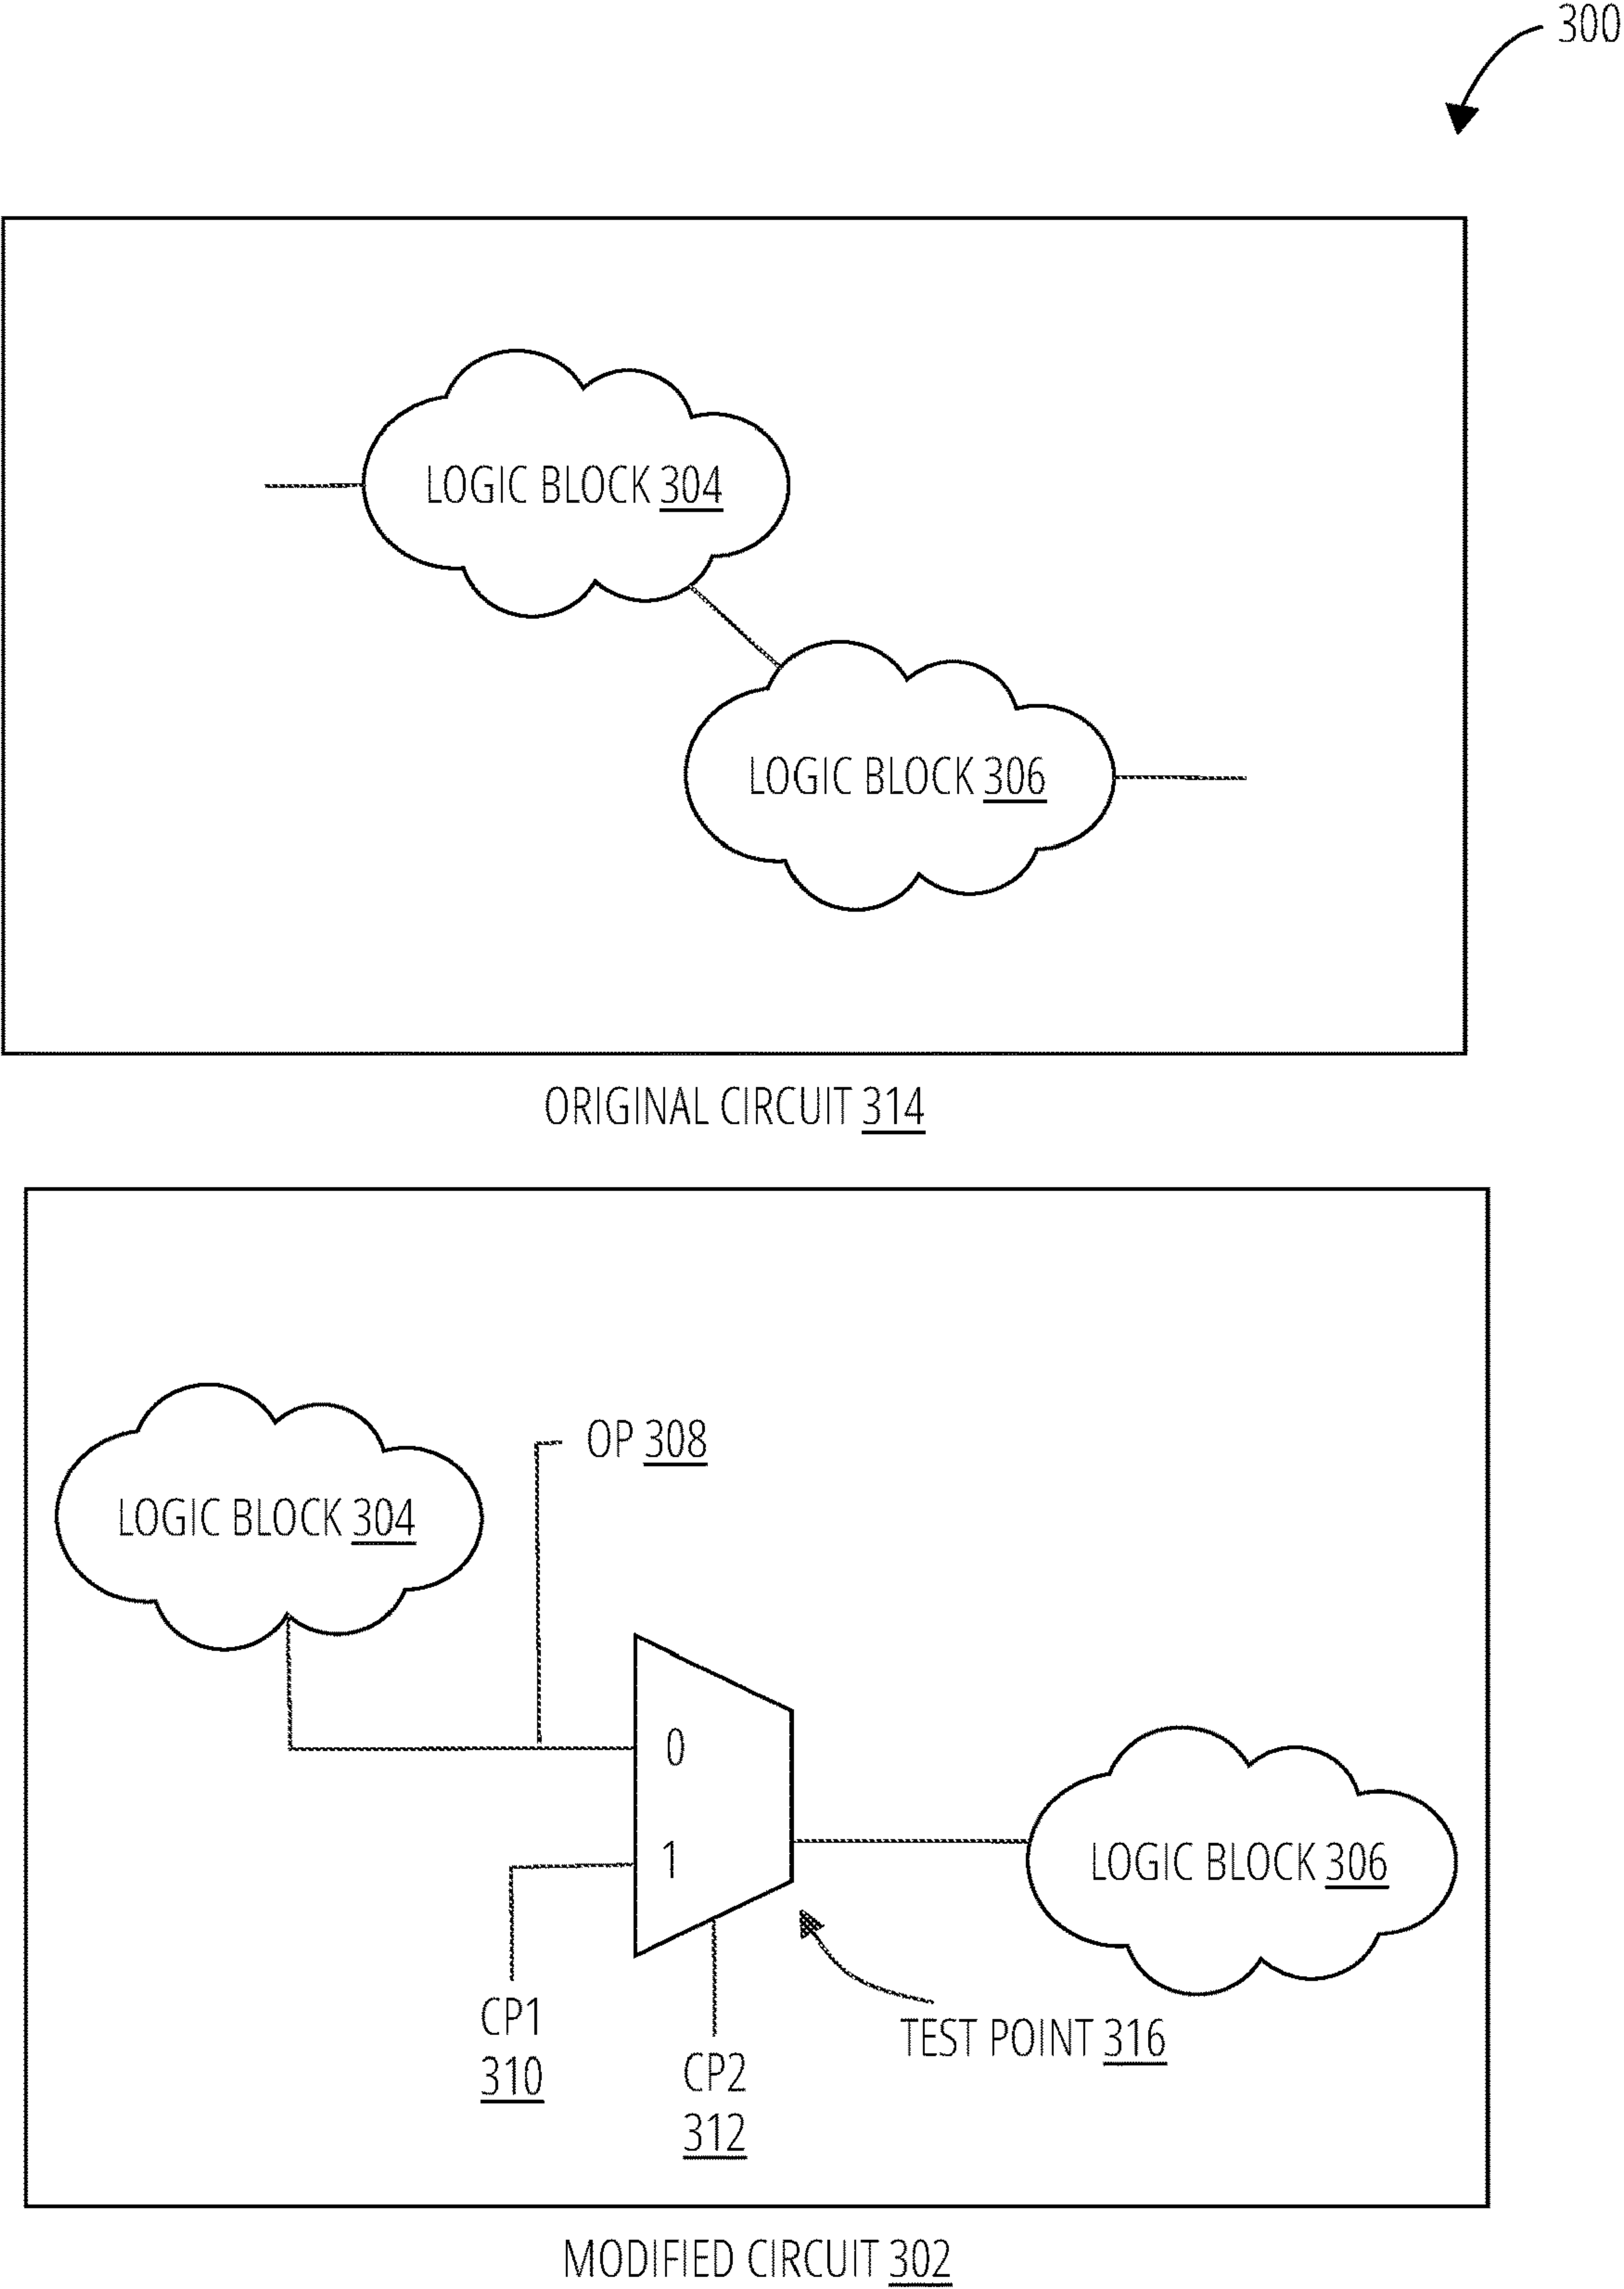 300
LOGIC BLOCK 304
LOGIC BLOCK 306
ORIGINAL CIRCUIT 314
OP 308
LOGIC BLOCK 304
0
1
LOGIC BLOCK 306
CP1
310
CP2
312
TEST POINT 316
MODIFIED CIRCUIT 302